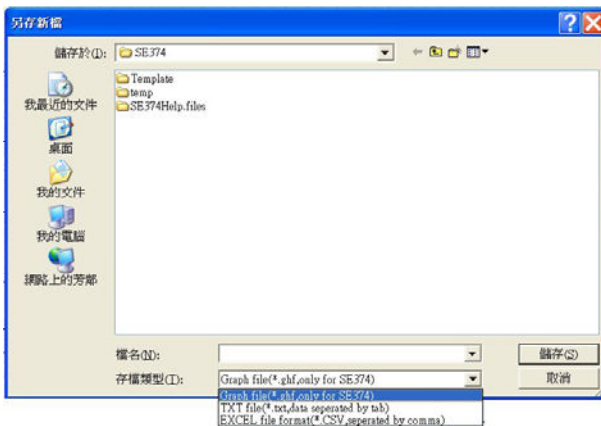 另存新檔
儲存於(I): SE374
Template
temp
SE374Help.files
我最近的文件
桌面
我的文件
我的電腦
網路上的芳鄰
檔名(N):
儲存(S)
存檔類型(T): Graph file(*.ghf,only for SE374)
取消
Graph file(*.ghf,only for SE374)
TXT file(*.txt,data seperated by tab)
EXCEL file format(*.CSV,seperated by comma)